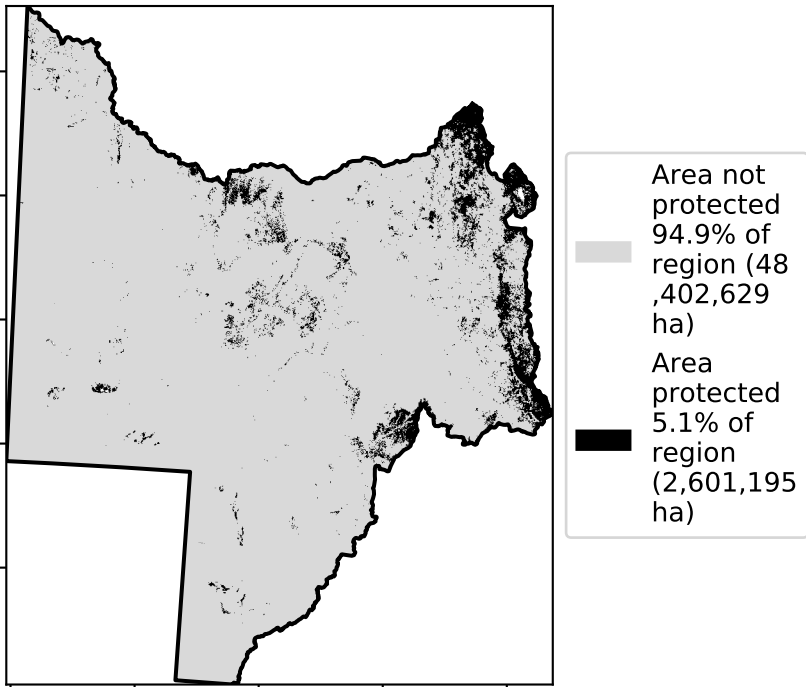 Area not
protected
94.9% of
region (48
,402,629
ha)
Area
protected
5.1% of
region
(2,601,195
ha)